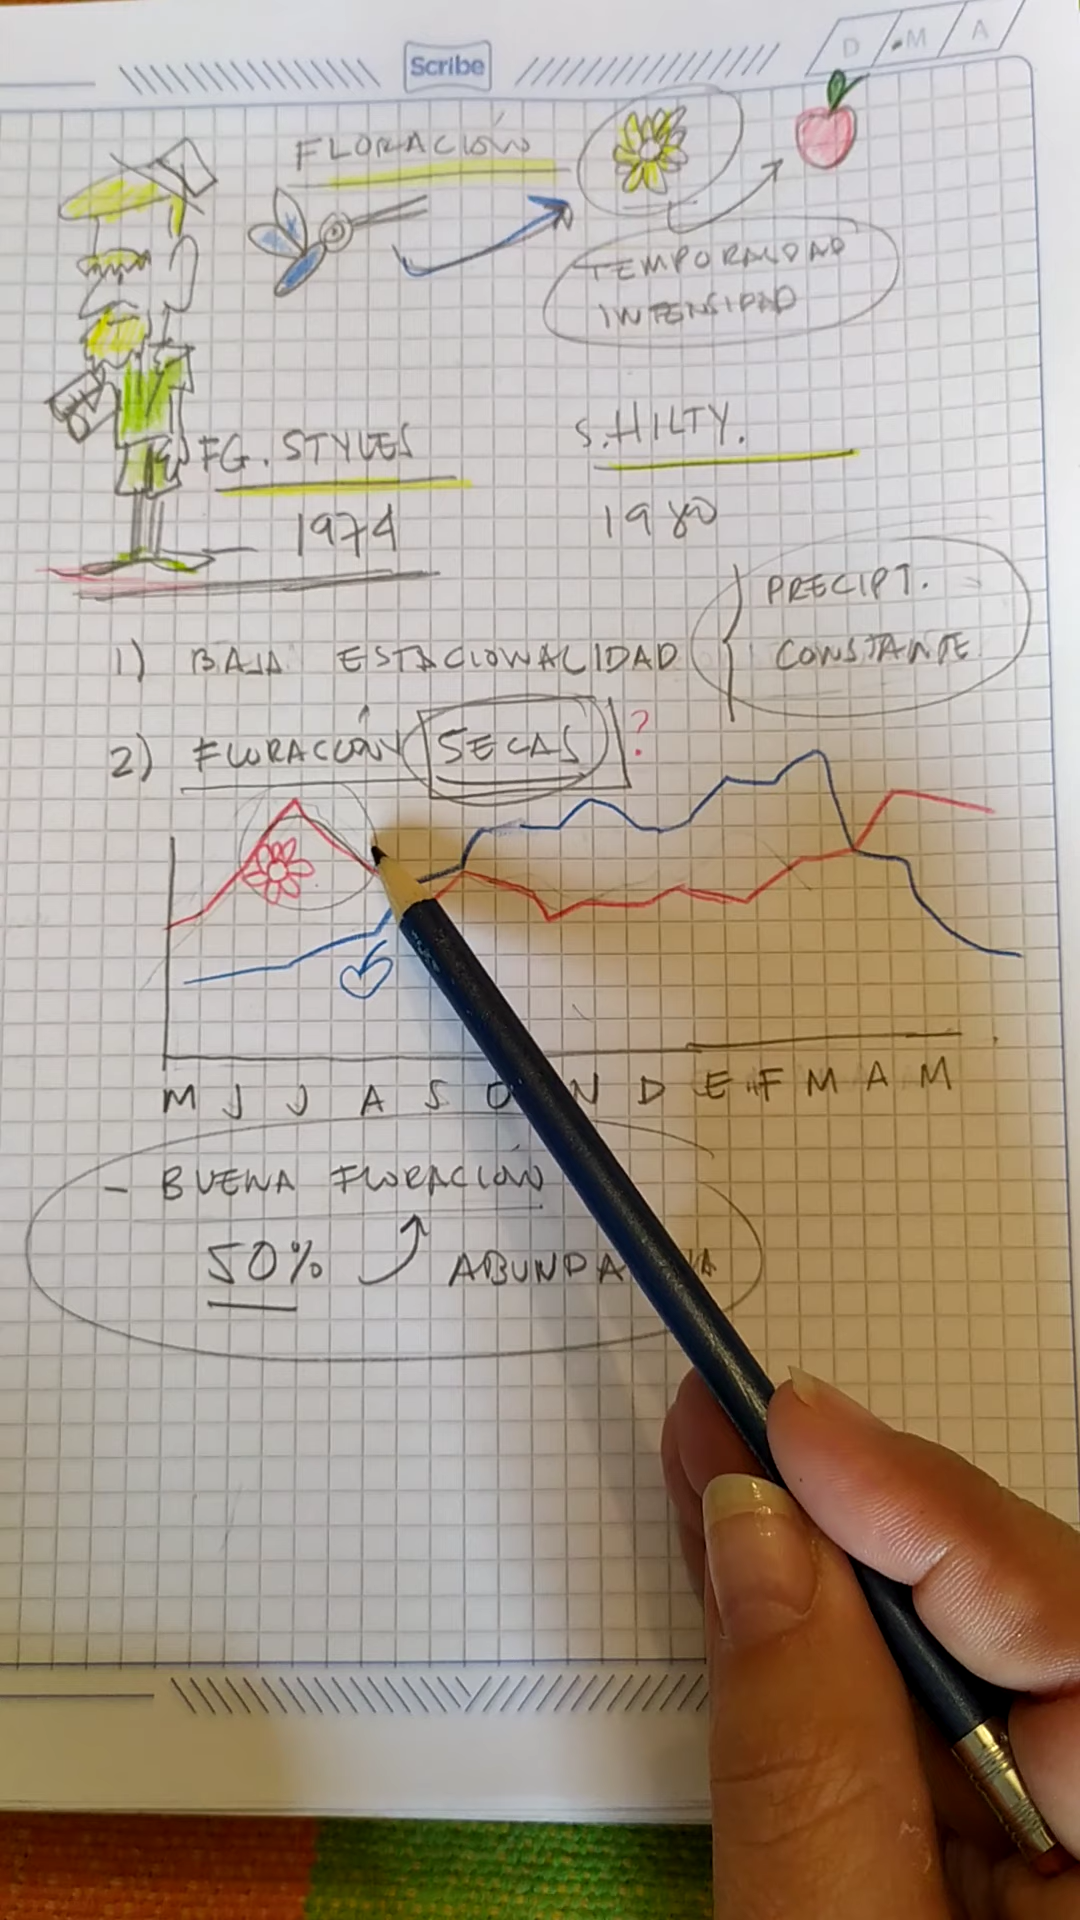 Scribe
D M A
FLORACIÓN
TEMPORALIDAD
INTENSIDAD
FG. STYLES
S. HILTY.
1974
1980
PRECIPT.
CONSTANTE
1) BAJA ESTACIONALIDAD
2) FLORACIÓN SECAS ?
M J J A S O N D E F M A M
- BUENA FLORACIÓN
50%